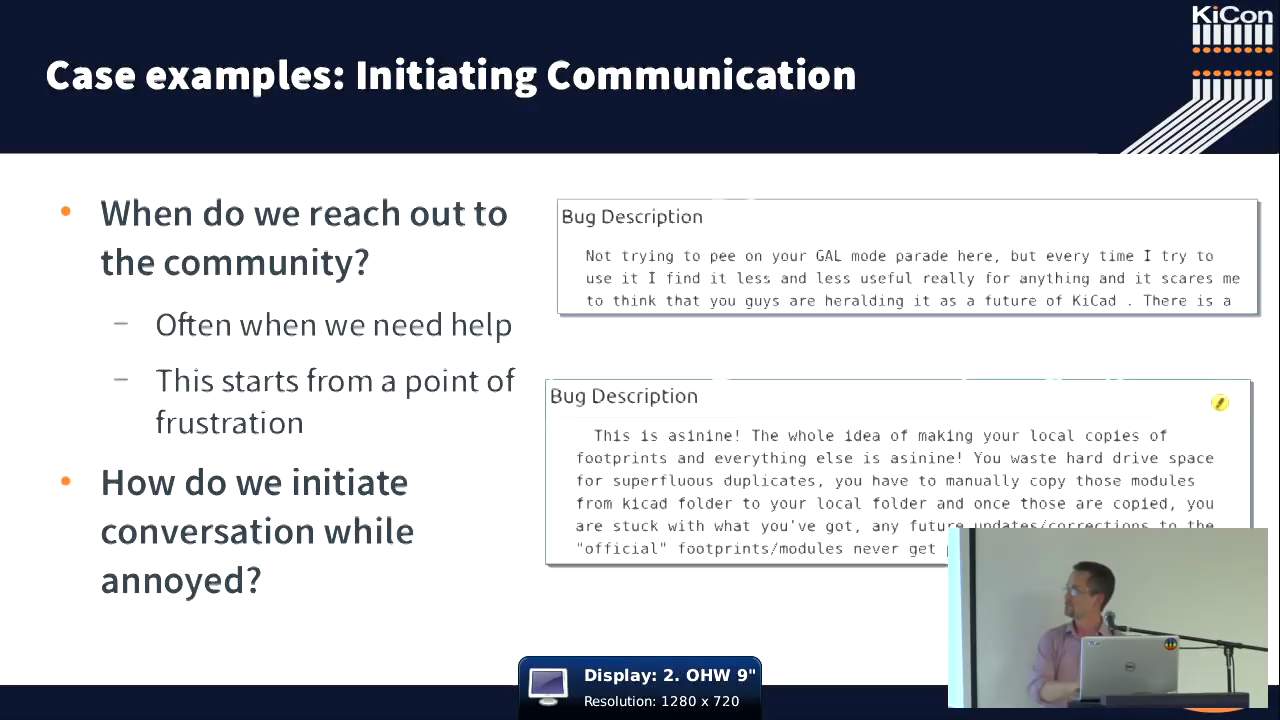 KiCon
Case examples: Initiating Communication
When do we reach out to
the community?
Often when we need help
This starts from a point of
frustration
How do we initiate
conversation while
annoyed?
Bug Description
Not trying to pee on your GAL mode parade here, but every time I try to
use it I find it less and less useful really for anything and it scares me
to think that you guys are heralding it as a future of KiCad . There is a
Bug Description
This is asinine! The whole idea of making your local copies of
footprints and everything else is asinine! You waste hard drive space
for superfluous duplicates, you have to manually copy those modules
from kicad folder to your local folder and once those are copied, you
are stuck with what you've got, any future updates/corrections to the
"official" footprints/modules never get
Display: 2. OHW 9"
Resolution: 1280 x 720